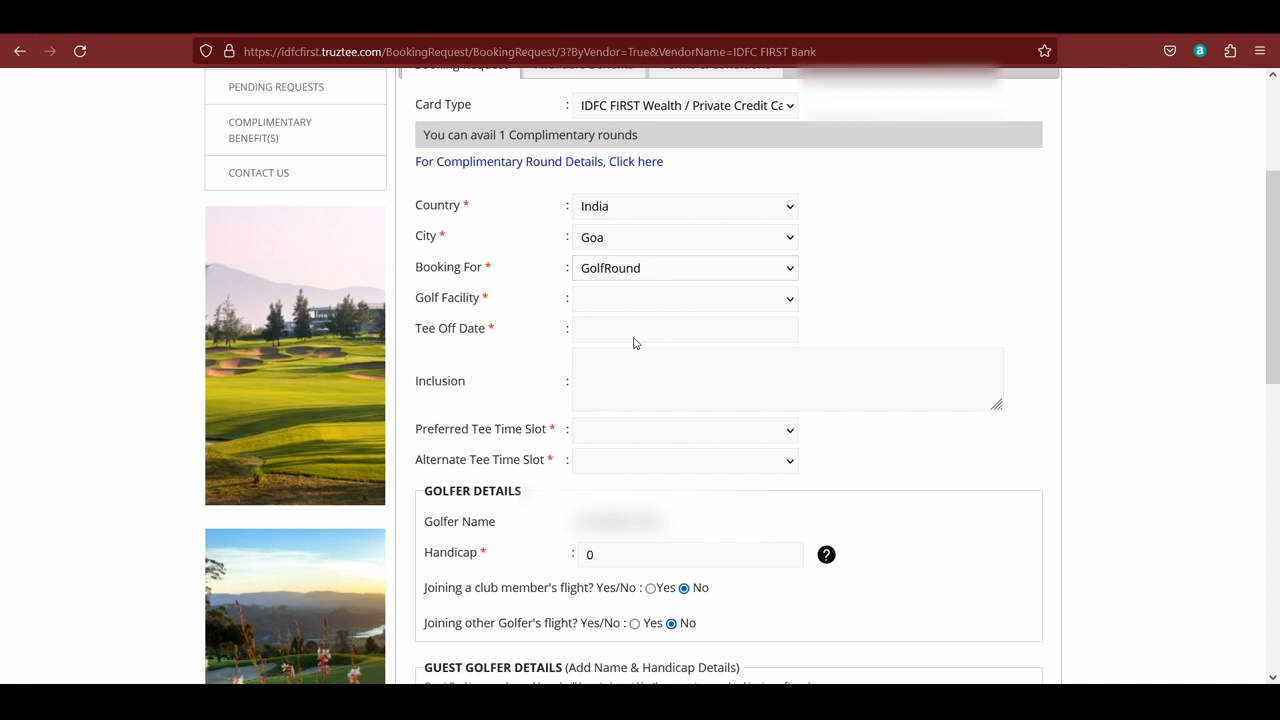 https://idfcfirst.truztee.com/BookingRequest/BookingRequest/3?ByVendor=True&VendorName=IDFC FIRST Bank
PENDING REQUESTS
COMPLIMENTARY
BENEFIT(S)
CONTACT US
Card Type : IDFC FIRST Wealth / Private Credit Ca
You can avail 1 Complimentary rounds
For Complimentary Round Details, Click here
Country * : India
City * : Goa
Booking For * : GolfRound
Golf Facility * :
Tee Off Date * :
Inclusion :
Preferred Tee Time Slot * :
Alternate Tee Time Slot * :
GOLFER DETAILS
Golfer Name
Handicap * : 0 ?
Joining a club member's flight? Yes/No : Yes No
Joining other Golfer's flight? Yes/No : Yes No
GUEST GOLFER DETAILS (Add Name & Handicap Details)